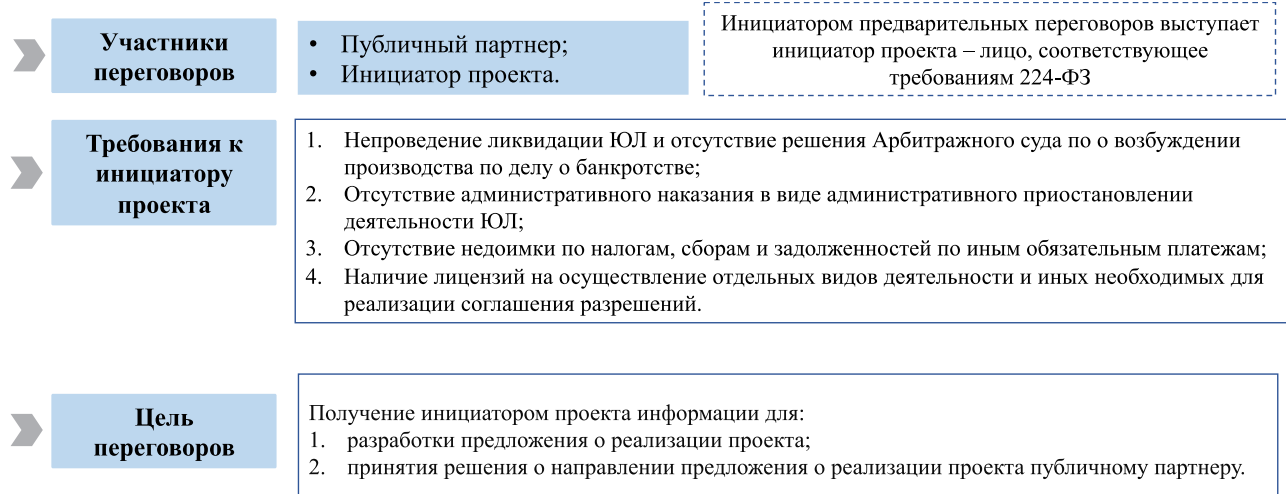 Участники
переговоров
• Публичный партнер;
• Инициатор проекта.
Инициатором предварительных переговоров выступает
инициатор проекта – лицо, соответствующее
требованиям 224-ФЗ
Требования к
инициатору
проекта
1. Непроведение ликвидации ЮЛ и отсутствие решения Арбитражного суда по о возбуждении
производства по делу о банкротстве;
2. Отсутствие административного наказания в виде административного приостановлении
деятельности ЮЛ;
3. Отсутствие недоимки по налогам, сборам и задолженностей по иным обязательным платежам;
4. Наличие лицензий на осуществление отдельных видов деятельности и иных необходимых для
реализации соглашения разрешений.
Цель
переговоров
Получение инициатором проекта информации для:
1. разработки предложения о реализации проекта;
2. принятия решения о направлении предложения о реализации проекта публичному партнеру.